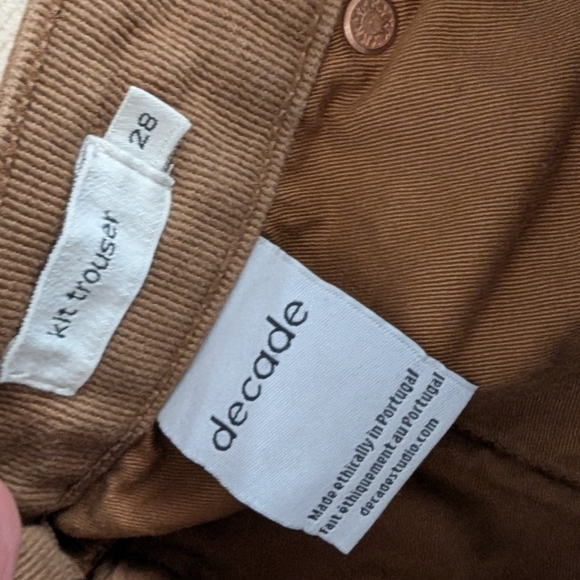 28
kit trouser
decade
Made ethically in Portugal
Fait éthiquement au Portugal
decadestudio.com